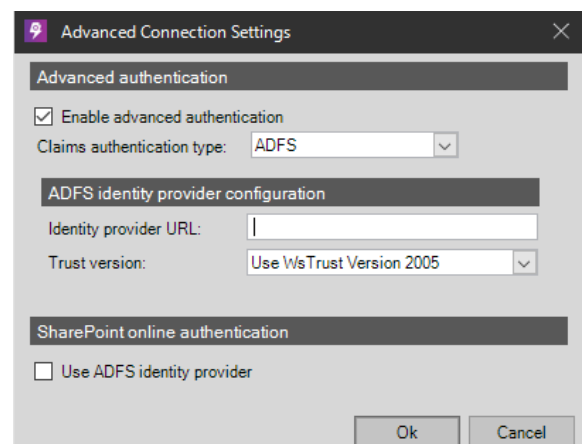 Advanced Connection Settings
Advanced authentication
Enable advanced authentication
Claims authentication type: ADFS
ADFS identity provider configuration
Identity provider URL:
Trust version: Use WsTrust Version 2005
SharePoint online authentication
Use ADFS identity provider
Ok Cancel